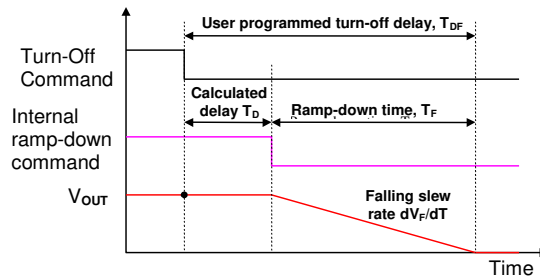 User programmed turn-off delay, TDF
Turn-Off
Command
Calculated
delay TD
Ramp-down time, TF
Internal
ramp-down
command
VOUT
Falling slew
rate dVF/dT
Time